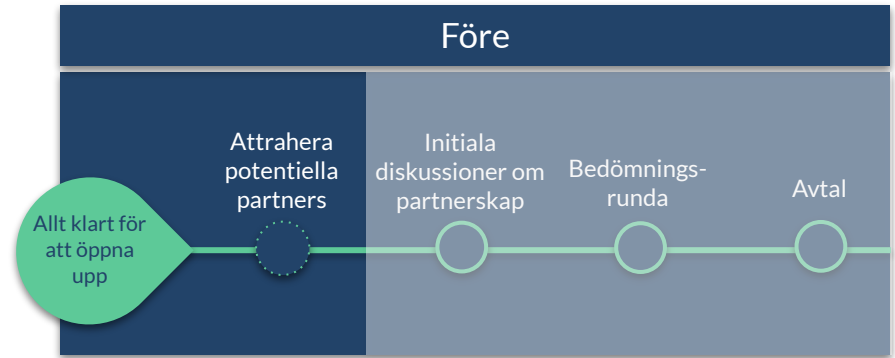 Före
Attrahera
potentiella
partners
Initiala
diskussioner om
partnerskap
Bedömnings-
runda
Avtal
Allt klart för
att öppna
upp